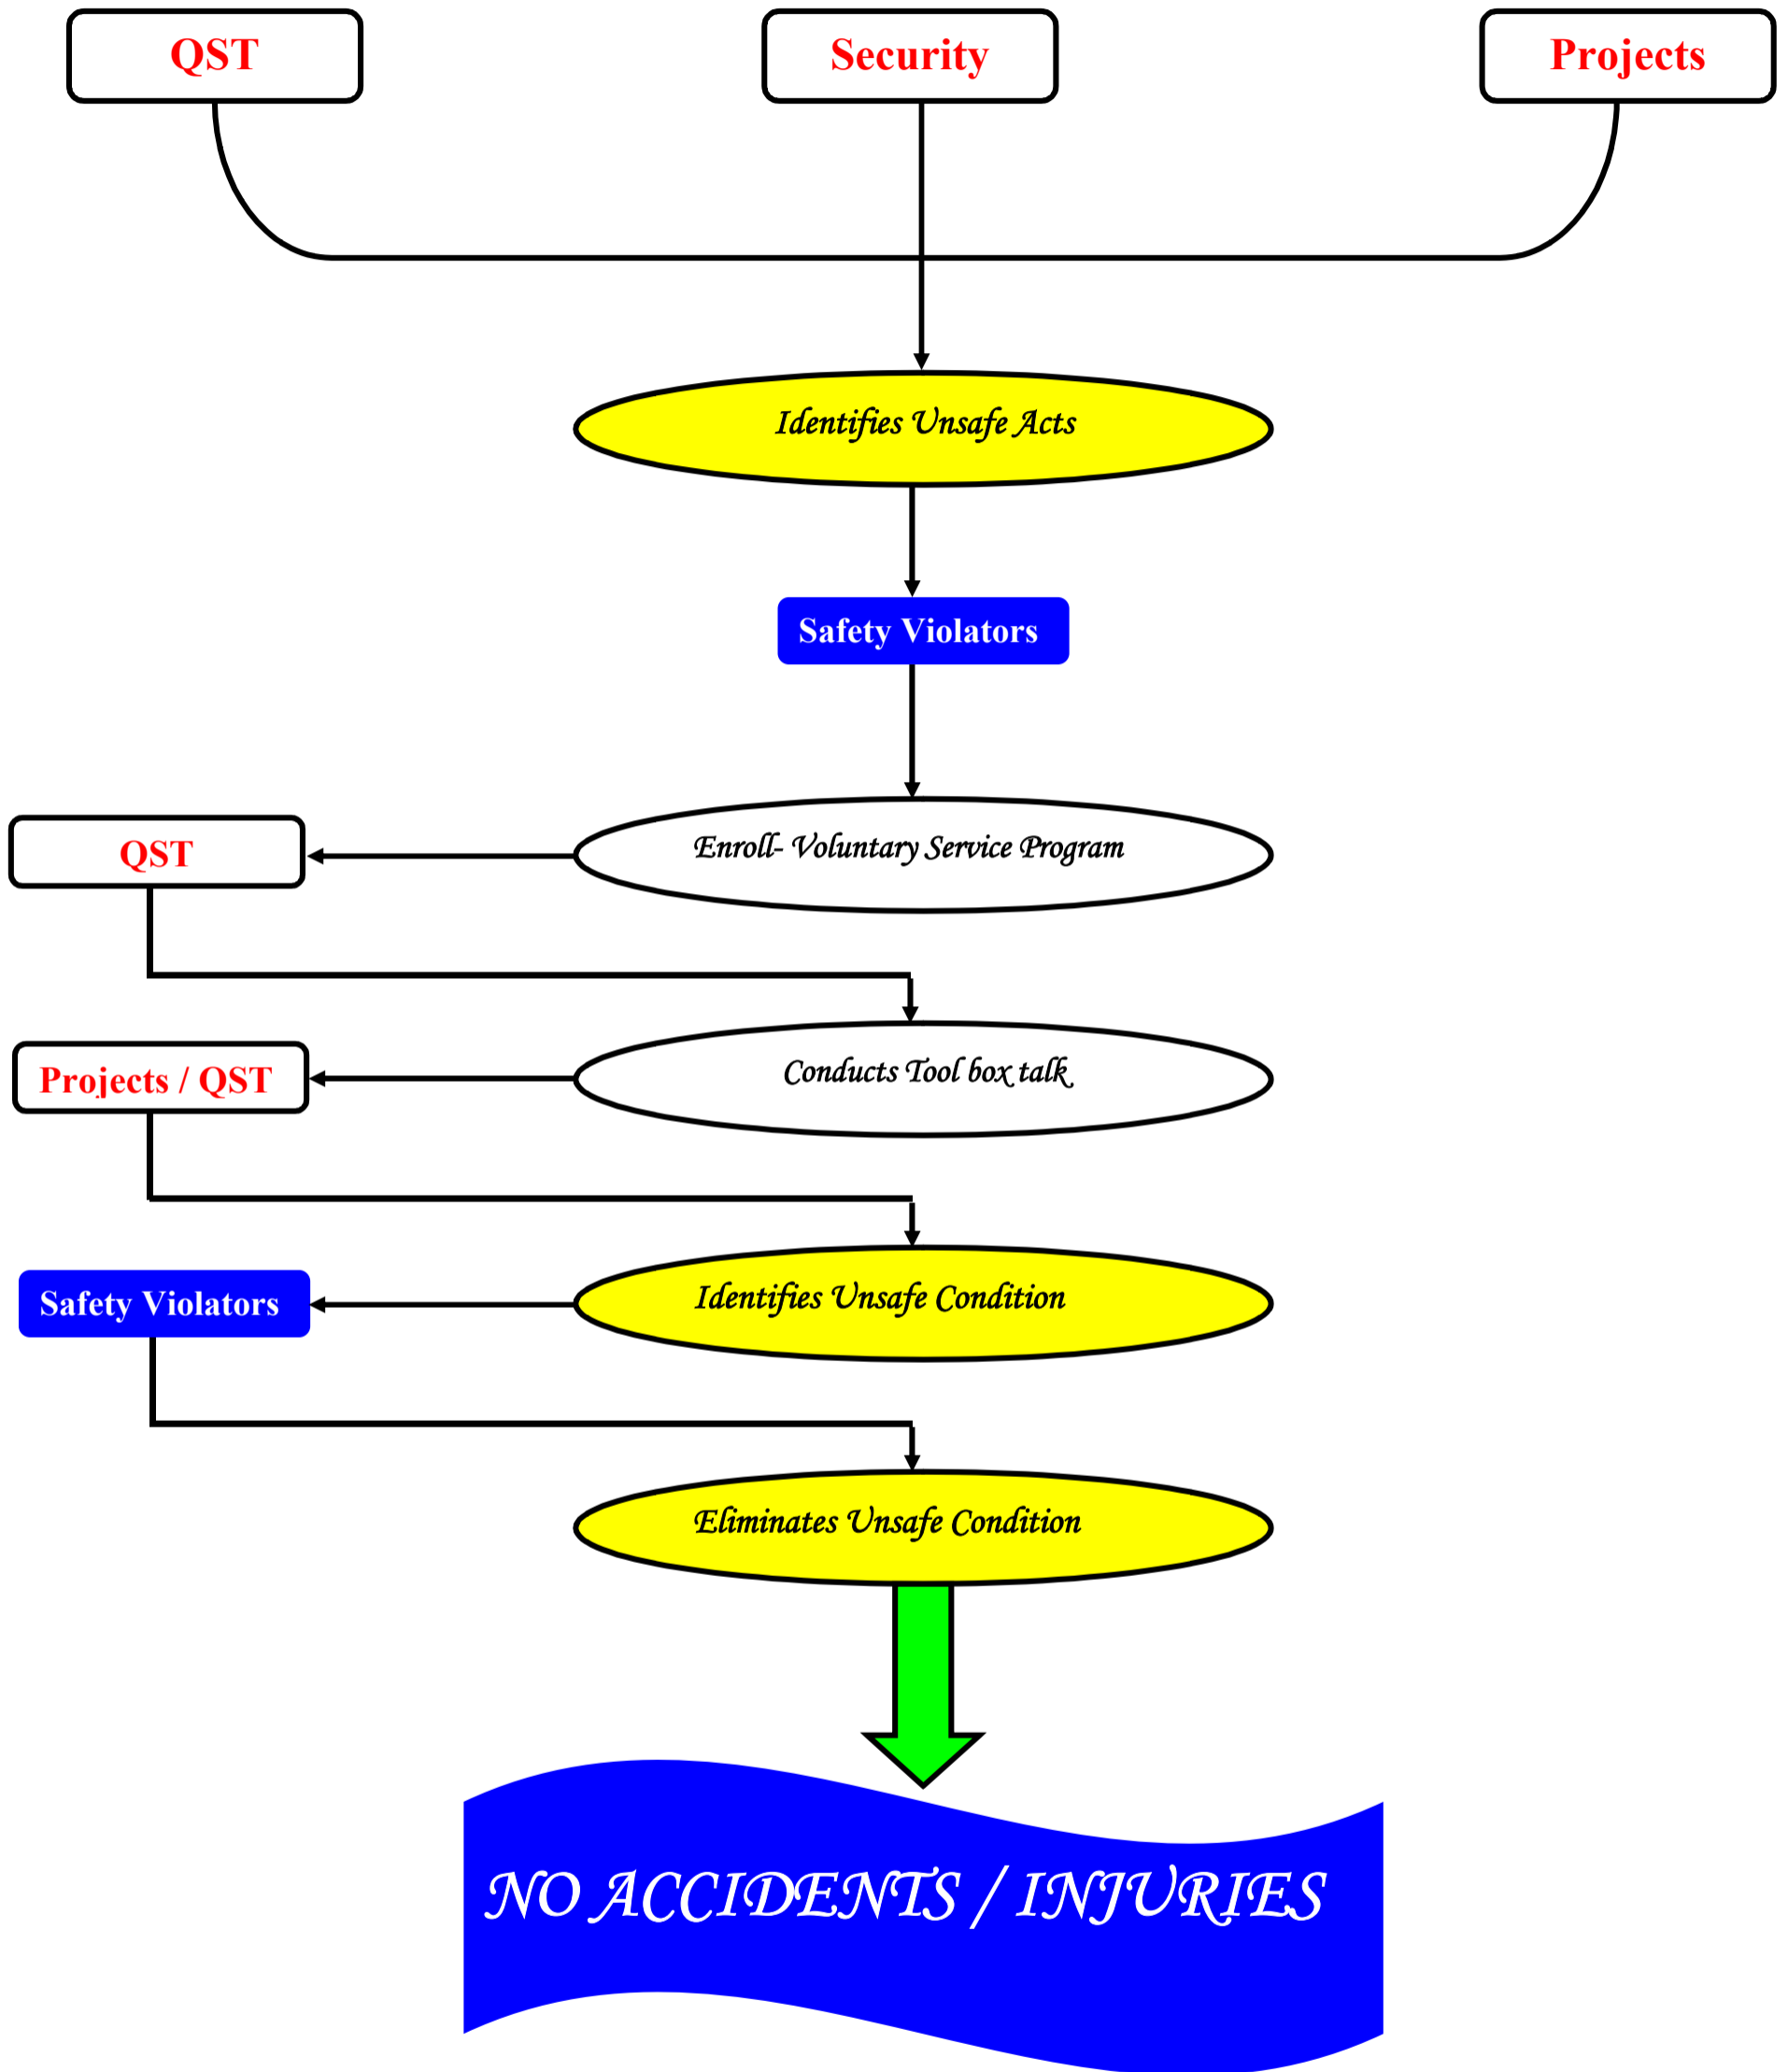 QST
Security
Projects
Identifies Unsafe Acts
Safety Violators
Enroll- Voluntary Service Program
QST
Conducts Tool box talk
Projects / QST
Identifies Unsafe Condition
Safety Violators
Eliminates Unsafe Condition
NO ACCIDENTS / INJURIES